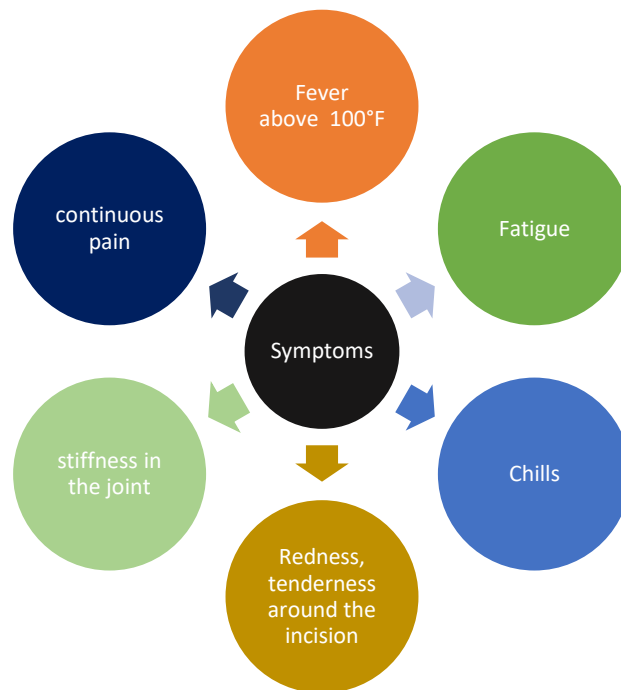 Fever
above  100°F
Fatigue
Chills
Redness,
tenderness
around the
incision
stiffness in
the joint
continuous
pain
Symptoms